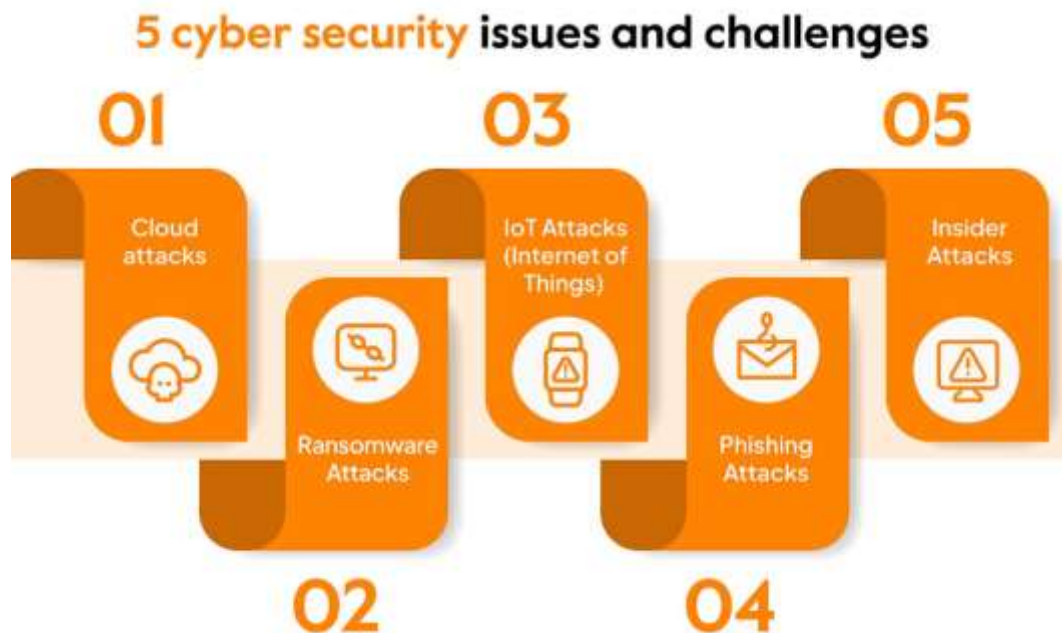 5 cyber security issues and challenges
01
Cloud
attacks
02
Ransomware
Attacks
03
IoT Attacks
(Internet of
Things)
04
Phishing
Attacks
05
Insider
Attacks